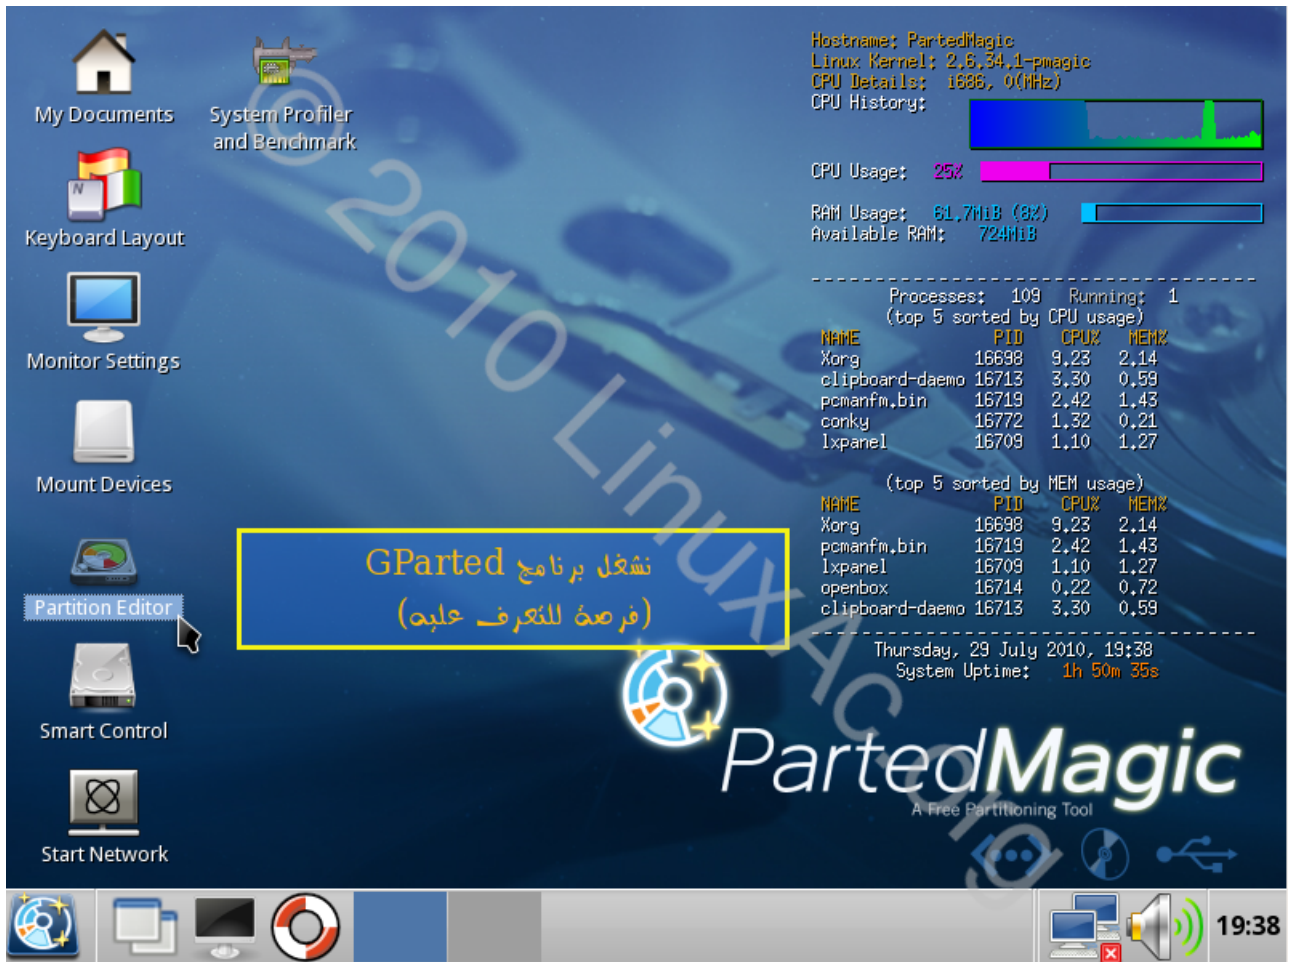 My Documents
System Profiler
and Benchmark
Keyboard Layout
Monitor Settings
Mount Devices
Partition Editor
Smart Control
Start Network
Hostname: PartedMagic
Linux Kernel: 2.6.34.1-pmagic
CPU Details: i686, 0(MHz)
CPU History:
CPU Usage: 25%
RAM Usage: 61.7MiB (8%)
Available RAM: 724MiB
Processes: 109 Running: 1
(top 5 sorted by CPU usage)
NAME PID CPU% MEM%
Xorg 16698 9.23 2.14
clipboard-daemo 16713 3.30 0.59
pcmanfm.bin 16719 2.42 1.43
conky 16772 1.32 0.21
lxpanel 16709 1.10 1.27
(top 5 sorted by MEM usage)
NAME PID CPU% MEM%
Xorg 16698 9.23 2.14
pcmanfm.bin 16719 2.42 1.43
lxpanel 16709 1.10 1.27
openbox 16714 0.22 0.72
clipboard-daemo 16713 3.30 0.59
Thursday, 29 July 2010, 19:38
System Uptime: 1h 50m 35s
نشغل برنامج GParted
(فرصة للتعرف عليه)
PartedMagic
A Free Partitioning Tool
© 2010 LinuxAc.org
N
19:38